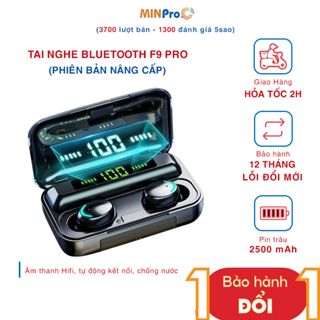 MINPro
(3700 lượt bán - 1300 đánh giá 5sao)
TAI NGHE BLUETOOTH F9 PRO
(PHIÊN BẢN NÂNG CẤP)
Giao Hàng
HỎA TỐC 2H
Bảo hành
12 THÁNG
LỖI ĐỔI MỚI
Pin trâu
2500 mAh
100
100
Âm thanh Hifi, tự động kết nối, chống nước
1
Bảo hành
ĐỔI
1